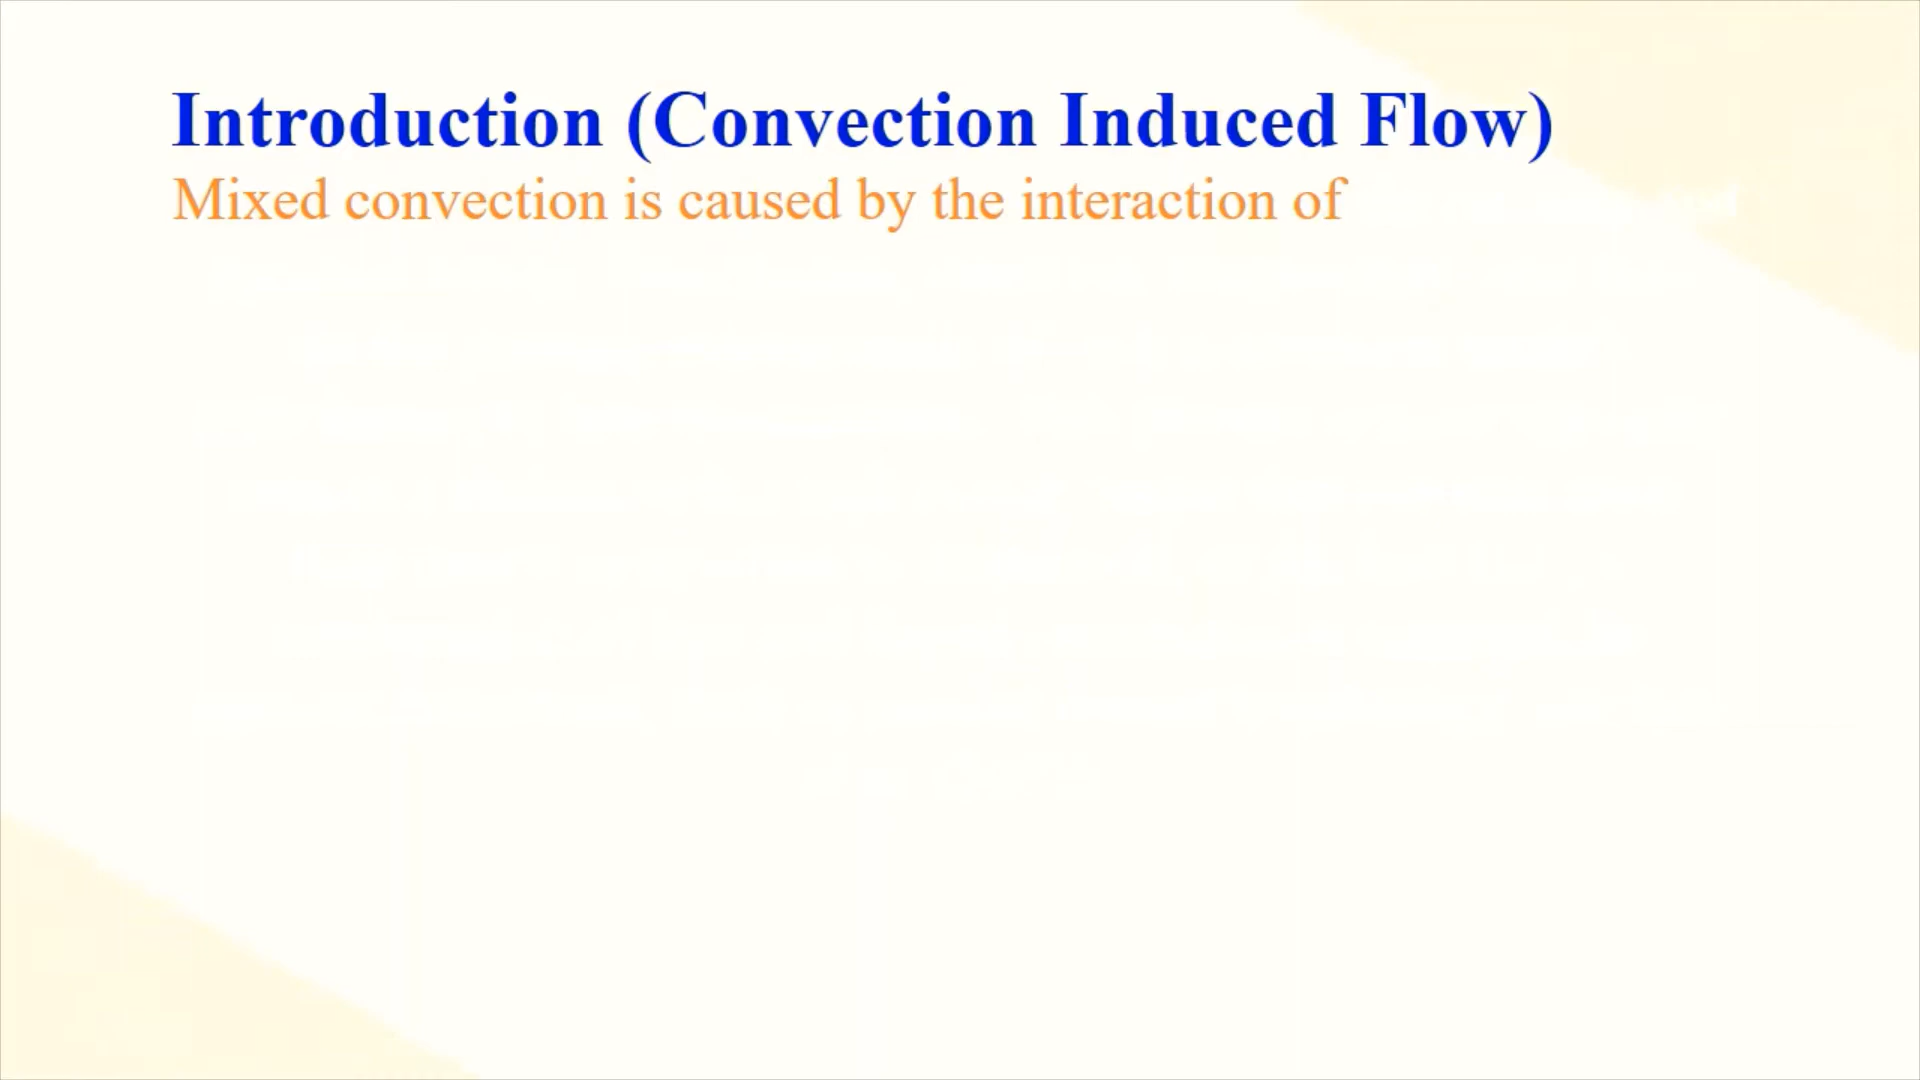 Introduction (Convection Induced Flow)
Mixed convection is caused by the interaction of